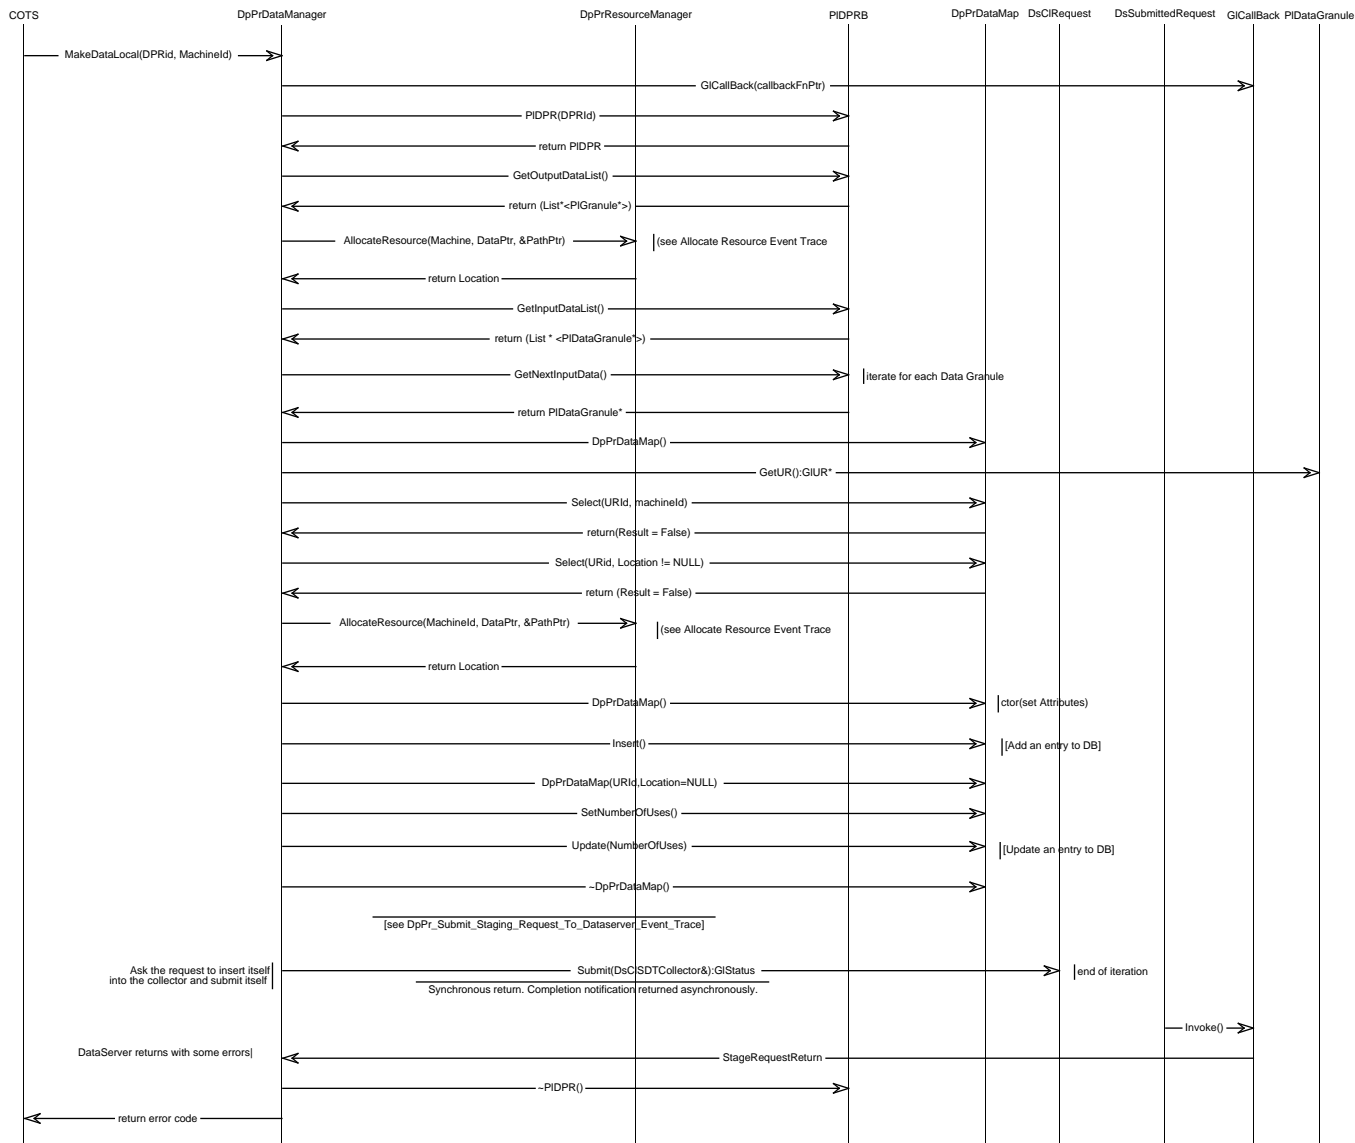 COTS DpPrDataManager DpPrResourceManager PlDPRB DpPrDataMap DsClRequest DsSubmittedRequest GlCallBack PlDataGranule
MakeDataLocal(DPRid, MachineId)
GlCallBack(callbackFnPtr)
PlDPR(DPRId)
return PlDPR
GetOutputDataList()
return (List*<PlGranule*>)
AllocateResource(Machine, DataPtr, &PathPtr) (see Allocate Resource Event Trace
return Location
GetInputDataList()
return (List * <PlDataGranule*>)
GetNextInputData() iterate for each Data Granule
return PlDataGranule*
DpPrDataMap()
GetUR():GlUR*
Select(URId, machineId)
return(Result = False)
Select(URid, Location != NULL)
return (Result = False)
AllocateResource(MachineId, DataPtr, &PathPtr) (see Allocate Resource Event Trace
return Location
DpPrDataMap() ctor(set Attributes)
Insert() [Add an entry to DB]
DpPrDataMap(URId,Location=NULL)
SetNumberOfUses()
Update(NumberOfUses) [Update an entry to DB]
~DpPrDataMap()
[see DpPr_Submit_Staging_Request_To_Dataserver_Event_Trace]
Ask the request to insert itself
into the collector and submit itself
Submit(DsClSDTCollector&):GlStatus end of iteration
Synchronous return. Completion notification returned asynchronously.
Invoke()
DataServer returns with some errors|
StageRequestReturn
~PlDPR()
return error code